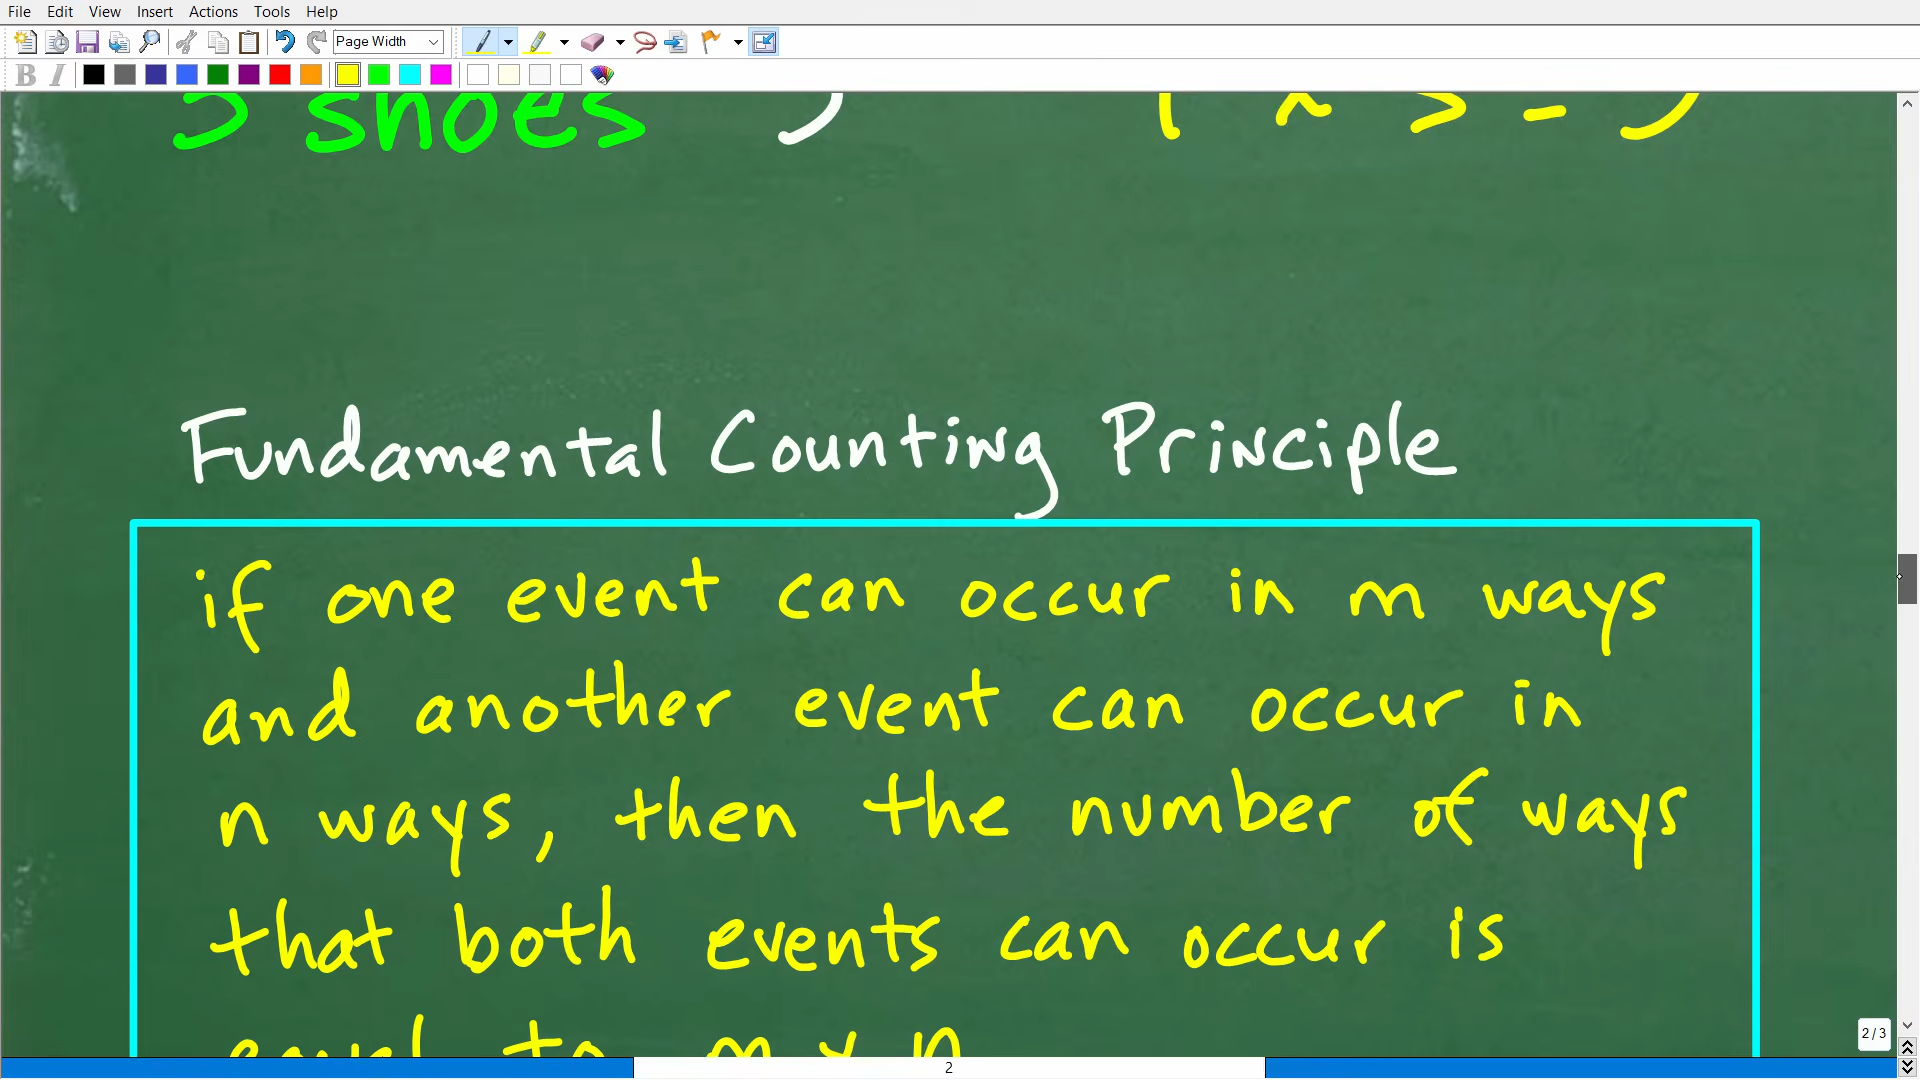 File Edit View Insert Actions Tools Help
Page Width
B I
shoes
Fundamental Counting Principle
if one event can occur in m ways
and another event can occur in
n ways, then the number of ways
that both events can occur is
equal to m x n
2 / 3
2